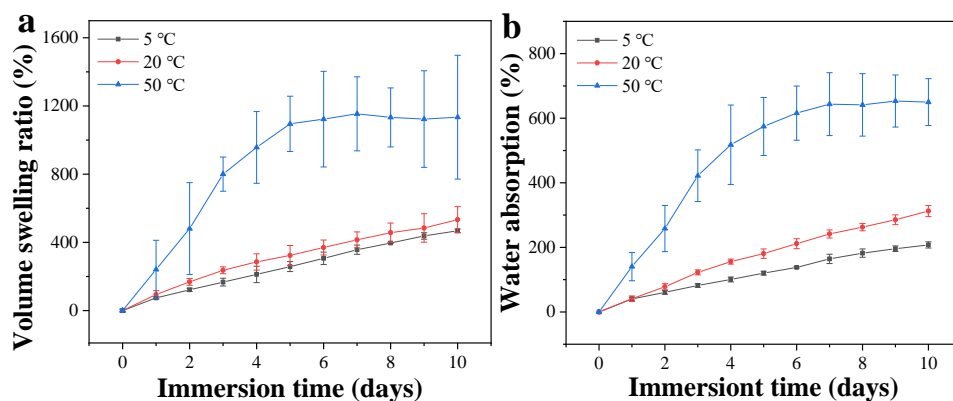 a
Volume swelling ratio (%)
1600
1200
800
400
0
5 ℃
20 ℃
50 ℃
0 2 4 6 8 10
Immersion time (days)
b
Water absorption (%)
800
600
400
200
0
5 ℃
20 ℃
50 ℃
0 2 4 6 8 10
Immersiont time (days)